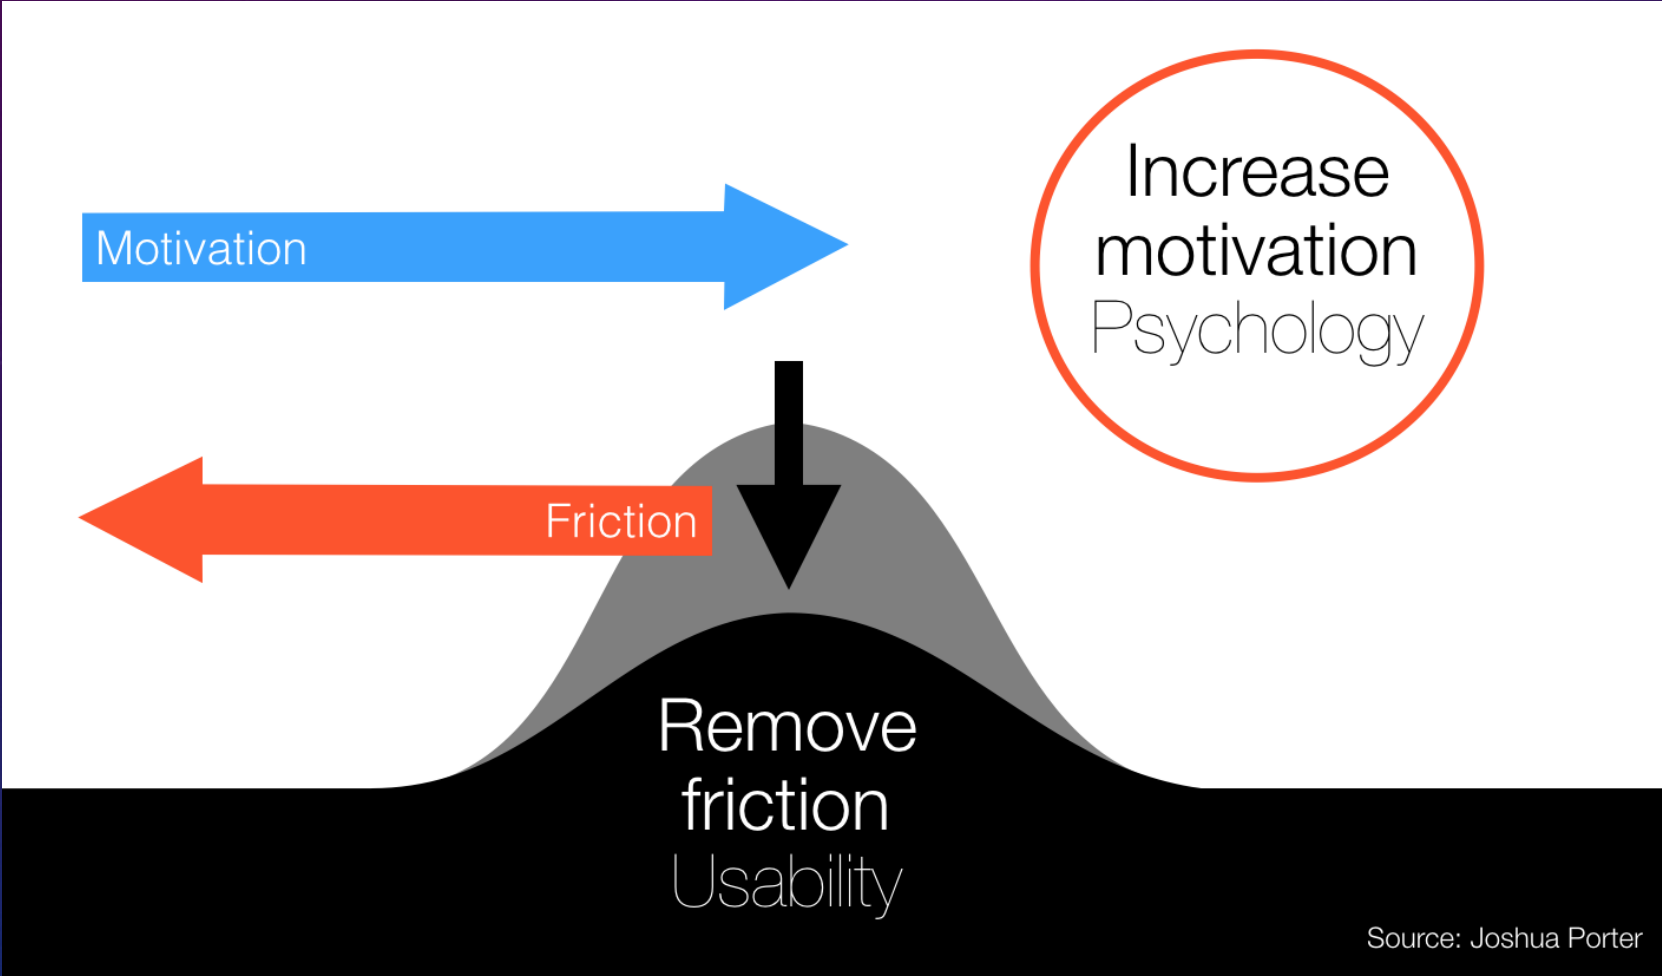 Motivation
Increase
motivation
Psychology
Friction
Remove
friction
Usability
Source: Joshua Porter